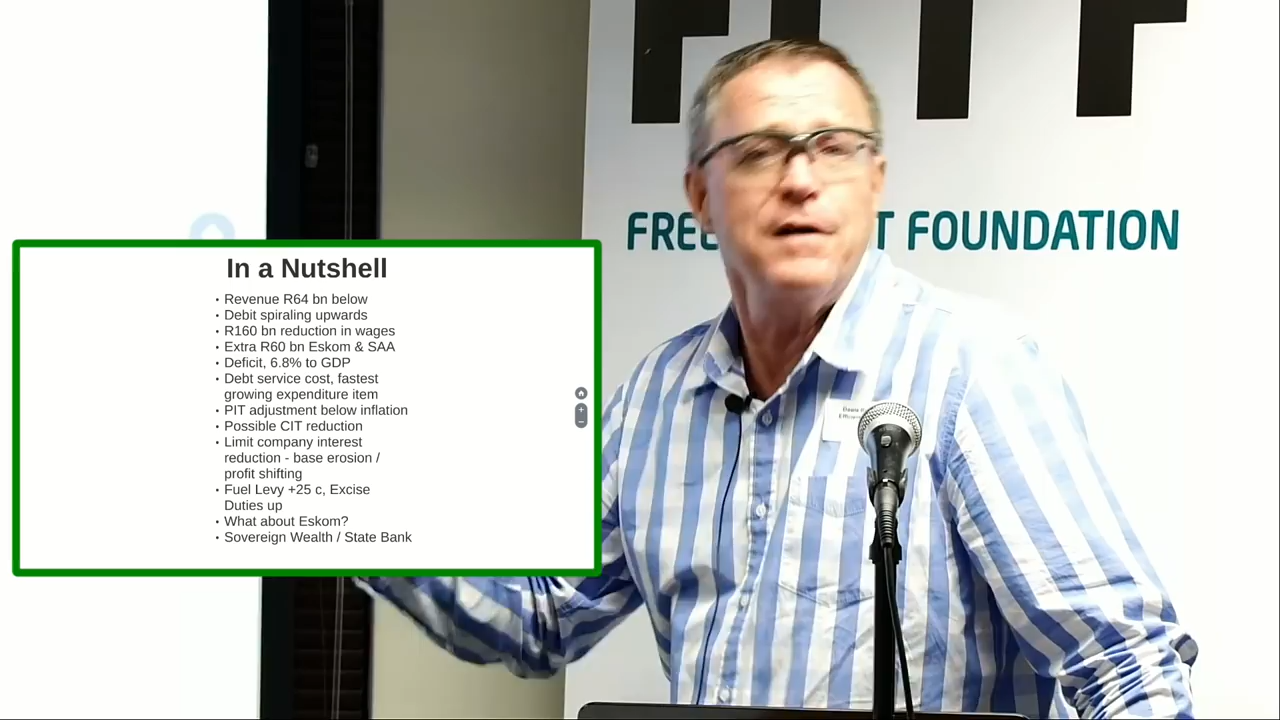 FREE T FOUNDATION
In a Nutshell
• Revenue R64 bn below
• Debit spiraling upwards
• R160 bn reduction in wages
• Extra R60 bn Eskom & SAA
• Deficit, 6.8% to GDP
• Debt service cost, fastest
growing expenditure item
• PIT adjustment below inflation
• Possible CIT reduction
• Limit company interest
reduction - base erosion /
profit shifting
• Fuel Levy +25 c, Excise
Duties up
• What about Eskom?
• Sovereign Wealth / State Bank